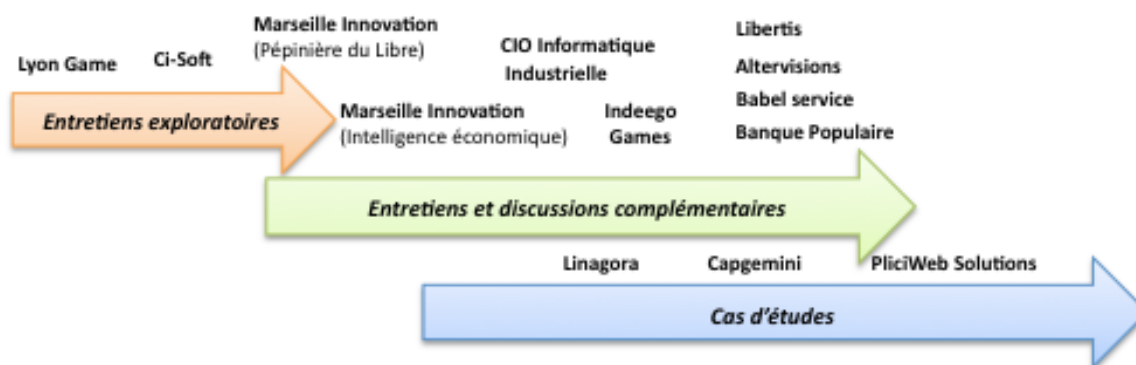 Lyon Game
Ci-Soft
Marseille Innovation
(Pépinière du Libre)
Entretiens exploratoires
Marseille Innovation
(Intelligence économique)
CIO Informatique
Industrielle
Indeego
Games
Libertis
Altervisions
Babel service
Banque Populaire
Entretiens et discussions complémentaires
Linagora
Capgemini
PliciWeb Solutions
Cas d'études